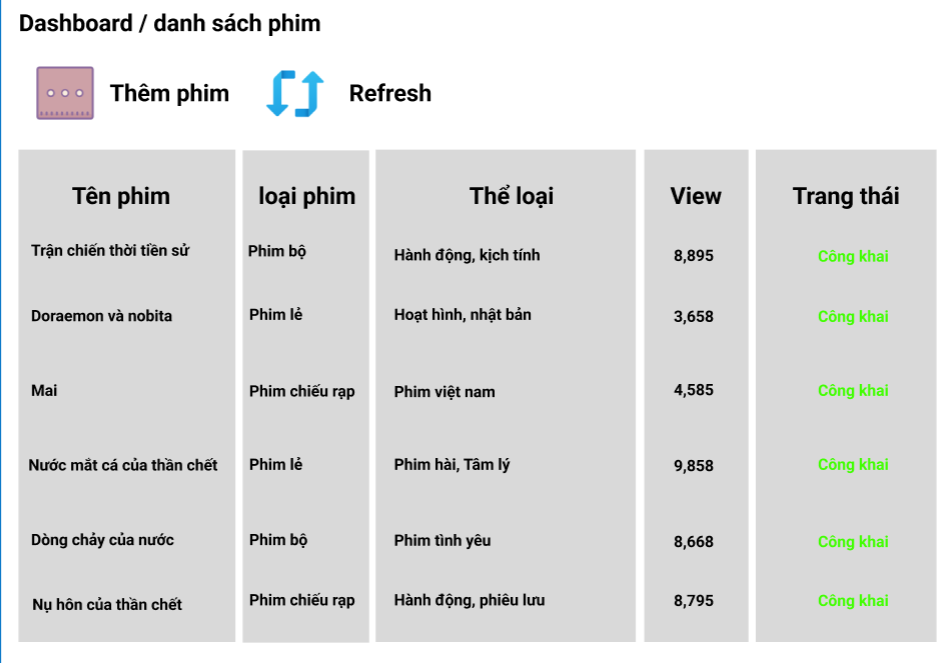 Dashboard / danh sách phim
Thêm phim Refresh
Tên phim loại phim Thể loại View Trang thái
Trận chiến thời tiền sử Phim bộ Hành động, kịch tính 8,895 Công khai
Doraemon và nobita Phim lẻ Hoạt hình, nhật bản 3,658 Công khai
Mai Phim chiếu rạp Phim việt nam 4,585 Công khai
Nước mắt cá của thần chết Phim lẻ Phim hài, Tâm lý 9,858 Công khai
Dòng chảy của nước Phim bộ Phim tình yêu 8,668 Công khai
Nụ hôn của thần chết Phim chiếu rạp Hành động, phiêu lưu 8,795 Công khai